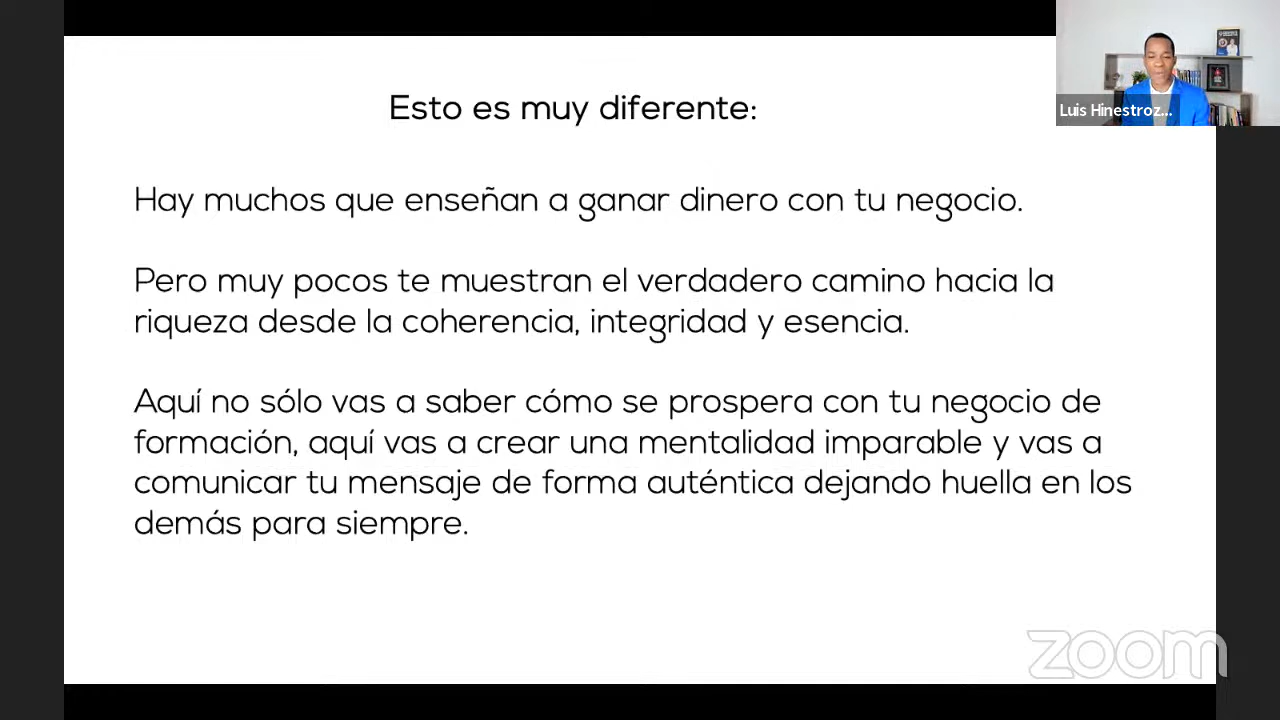 Esto es muy diferente:
Hay muchos que enseñan a ganar dinero con tu negocio.
Pero muy pocos te muestran el verdadero camino hacia la
riqueza desde la coherencia, integridad y esencia.
Aquí no sólo vas a saber cómo se prospera con tu negocio de
formación, aquí vas a crear una mentalidad imparable y vas a
comunicar tu mensaje de forma auténtica dejando huella en los
demás para siempre.
Luis Hinestroz...
zoom